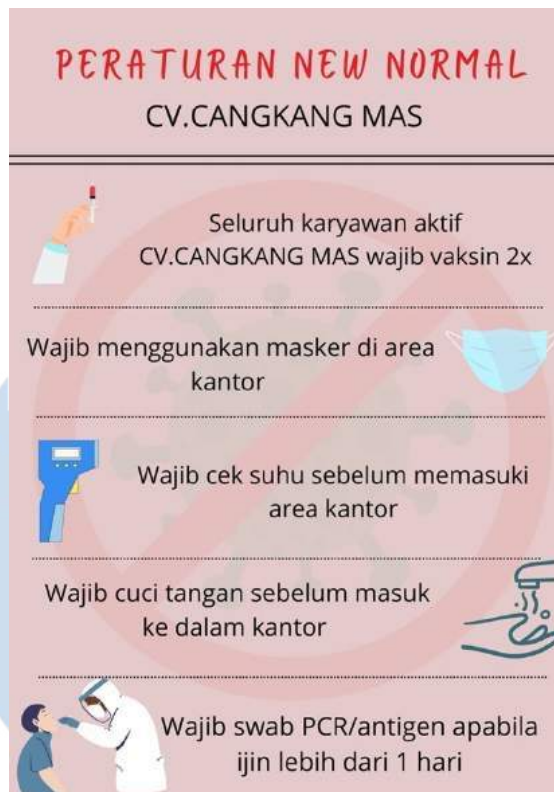 PERATURAN NEW NORMAL
CV.CANGKANG MAS
Seluruh karyawan aktif
CV.CANGKANG MAS wajib vaksin 2x
Wajib menggunakan masker di area
kantor
Wajib cek suhu sebelum memasuki
area kantor
Wajib cuci tangan sebelum masuk
ke dalam kantor
Wajib swab PCR/antigen apabila
ijin lebih dari 1 hari